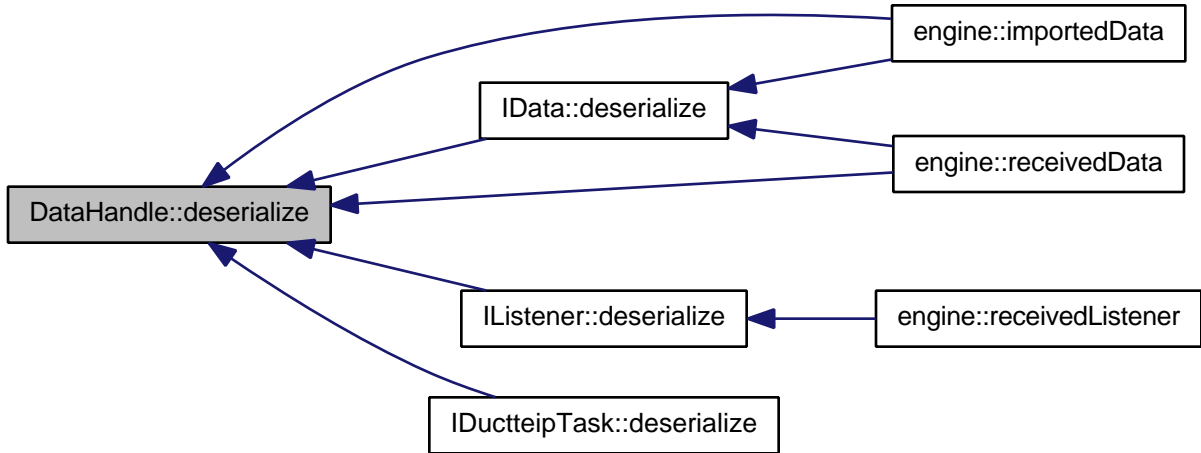 engine::importedData
IData::deserialize
engine::receivedData
DataHandle::deserialize
IListener::deserialize
engine::receivedListener
IDuctteipTask::deserialize